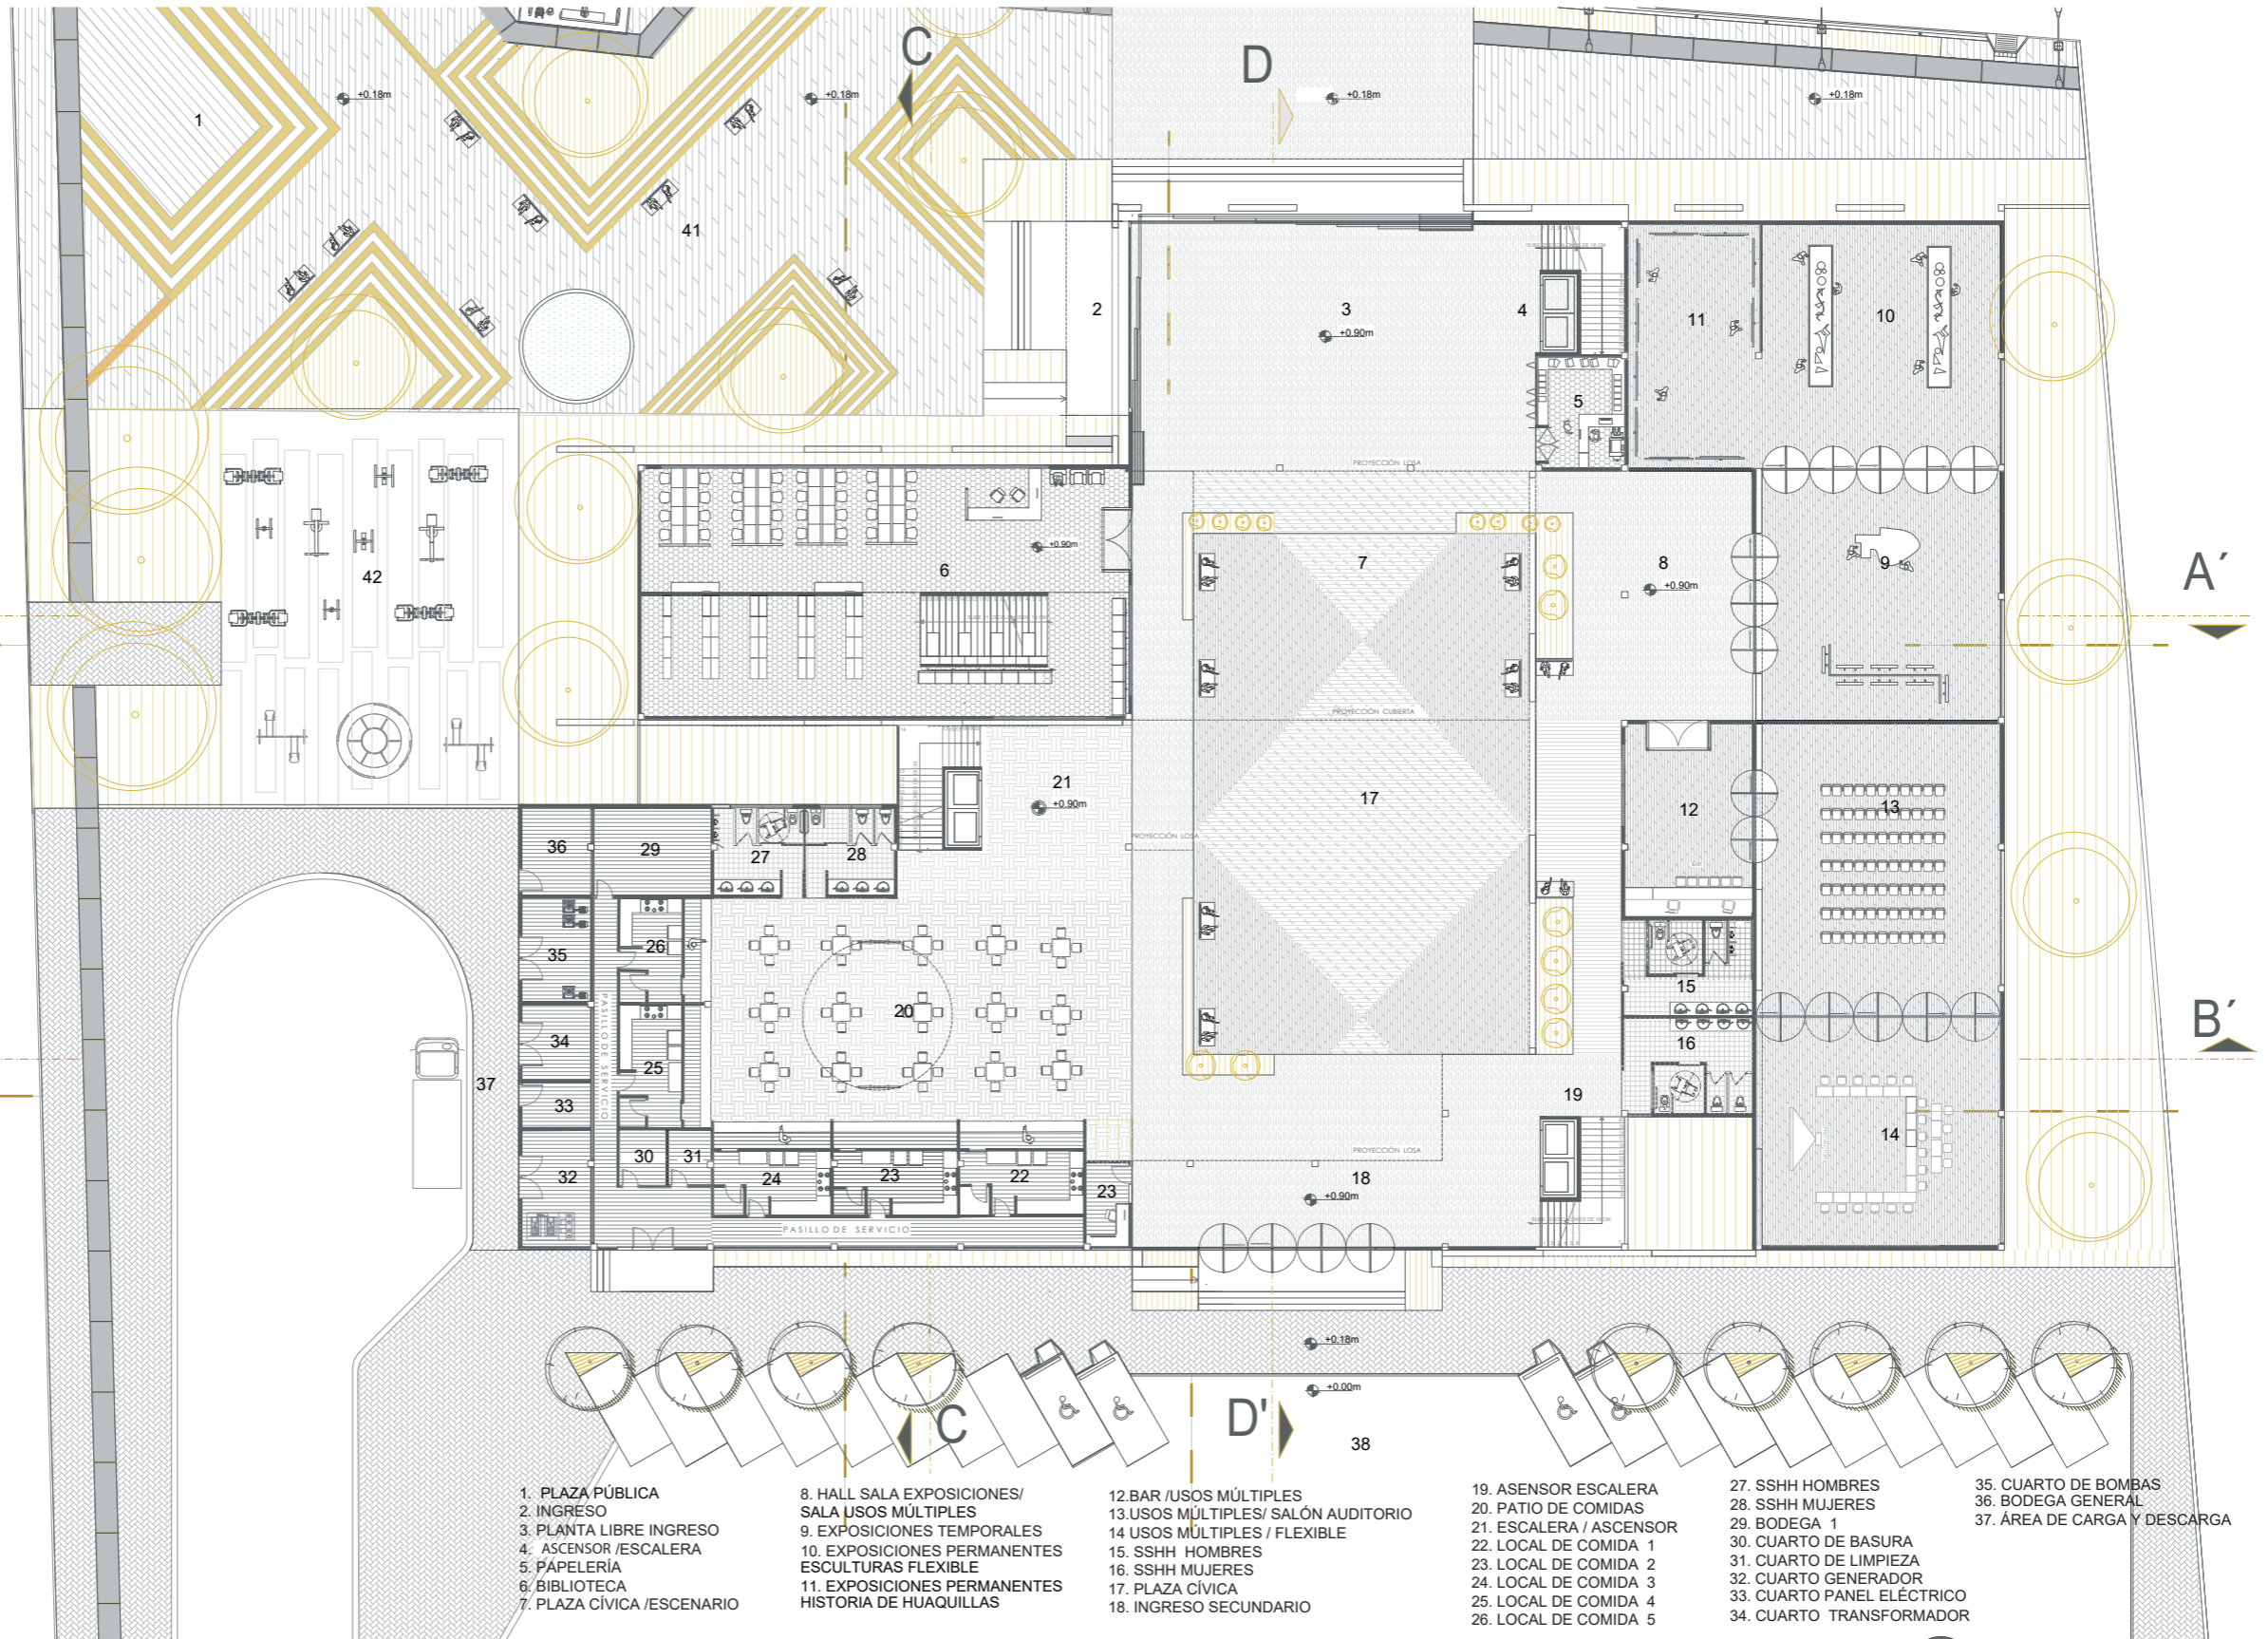 C
D
+0.18m
+0.18m
+0.18m
+0.18m
1
41
2
3
+0.90m
4
11
10
5
PROYECCIÓN LOSA
42
6
+0.90m
7
8
+0.90m
9
A´
PROYECCIÓN CUBIERTA
21
+0.90m
17
12
13
PROYECCIÓN LOSA
36
29
27
28
BAR
26
35
PASILLO DE SERVICIO
20
15
34
25
16
B´
37
33
19
14
30
31
24
23
22
23
32
PROYECCIÓN LOSA
18
+0.90m
PASILLO DE SERVICIO
+0.18m
+0.00m
C
D'
38
1. PLAZA PÚBLICA
2. INGRESO
3. PLANTA LIBRE INGRESO
4. ASCENSOR /ESCALERA
5. PAPELERÍA
6. BIBLIOTECA
7. PLAZA CÍVICA /ESCENARIO
8. HALL SALA EXPOSICIONES/
SALA USOS MÚLTIPLES
9. EXPOSICIONES TEMPORALES
10. EXPOSICIONES PERMANENTES
ESCULTURAS FLEXIBLE
11. EXPOSICIONES PERMANENTES
HISTORIA DE HUAQUILLAS
12.BAR /USOS MÚLTIPLES
13.USOS MÚLTIPLES/ SALÓN AUDITORIO
14 USOS MÚLTIPLES / FLEXIBLE
15. SSHH HOMBRES
16. SSHH MUJERES
17. PLAZA CÍVICA
18. INGRESO SECUNDARIO
19. ASENSOR ESCALERA
20. PATIO DE COMIDAS
21. ESCALERA / ASCENSOR
22. LOCAL DE COMIDA 1
23. LOCAL DE COMIDA 2
24. LOCAL DE COMIDA 3
25. LOCAL DE COMIDA 4
26. LOCAL DE COMIDA 5
27. SSHH HOMBRES
28. SSHH MUJERES
29. BODEGA 1
30. CUARTO DE BASURA
31. CUARTO DE LIMPIEZA
32. CUARTO GENERADOR
33. CUARTO PANEL ELÉCTRICO
34. CUARTO TRANSFORMADOR
35. CUARTO DE BOMBAS
36. BODEGA GENERAL
37. ÁREA DE CARGA Y DESCARGA